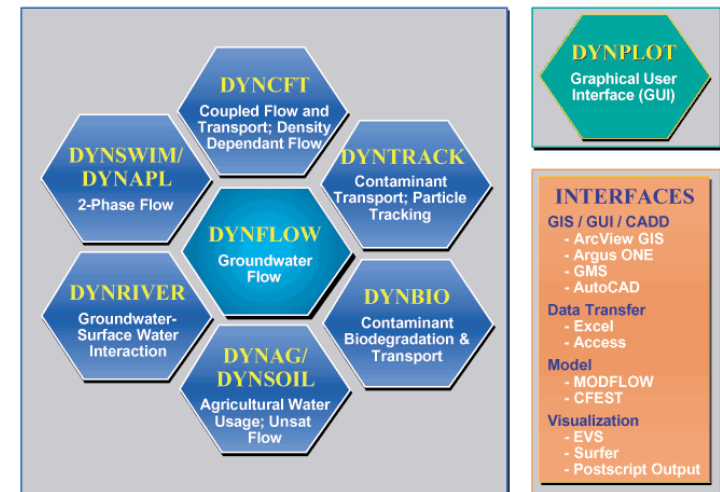 DYNCFT
Coupled Flow and
Transport; Density
Dependant Flow
DYNSWIM/
DYNAPL
2-Phase Flow
DYNTRACK
Contaminant
Transport; Particle
Tracking
DYNFLOW
Groundwater
Flow
DYNRIVER
Groundwater-
Surface Water
Interaction
DYNBIO
Contaminant
Biodegradation &
Transport
DYNAG/
DYNSOIL
Agricultural Water
Usage; Unsat
Flow
DYNPLOT
Graphical User
Interface (GUI)
INTERFACES
GIS / GUI / CADD
- ArcView GIS
- Argus ONE
- GMS
- AutoCAD
Data Transfer
- Excel
- Access
Model
- MODFLOW
- CFEST
Visualization
- EVS
- Surfer
- Postscript Output